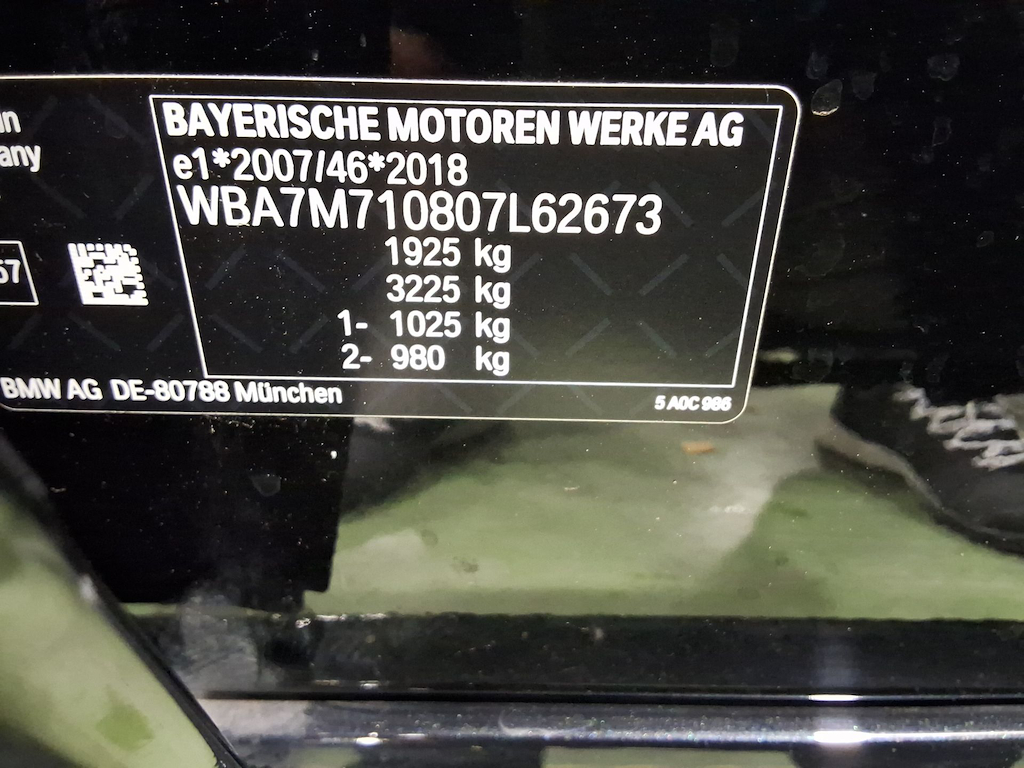 BAYERISCHE MOTOREN WERKE AG
e1*2007/46*2018
WBA7M710807L62673
1925 kg
3225 kg
1- 1025 kg
2- 980 kg
57
BMW AG DE-80788 München
5 A0C 986